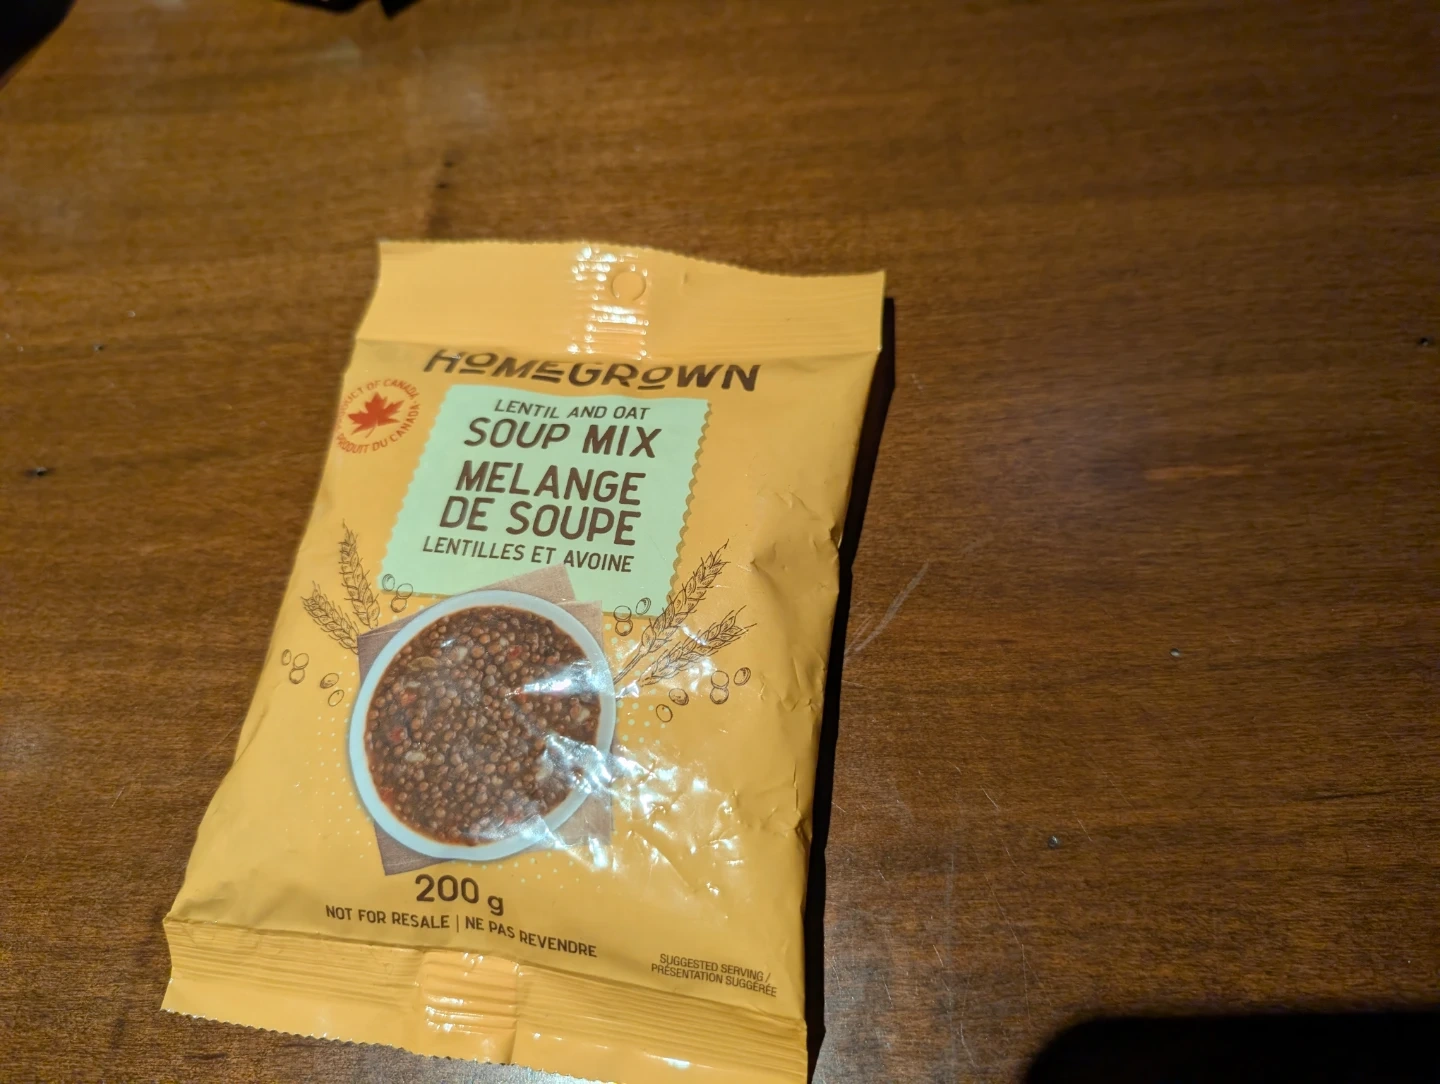 HOMEGROWN
PRODUCT OF CANADA
PRODUIT DU CANADA
LENTIL AND OAT
SOUP MIX
MELANGE
DE SOUPE
LENTILLES ET AVOINE
200 g
NOT FOR RESALE | NE PAS REVENDRE
SUGGESTED SERVING /
PRÉSENTATION SUGGÉRÉE